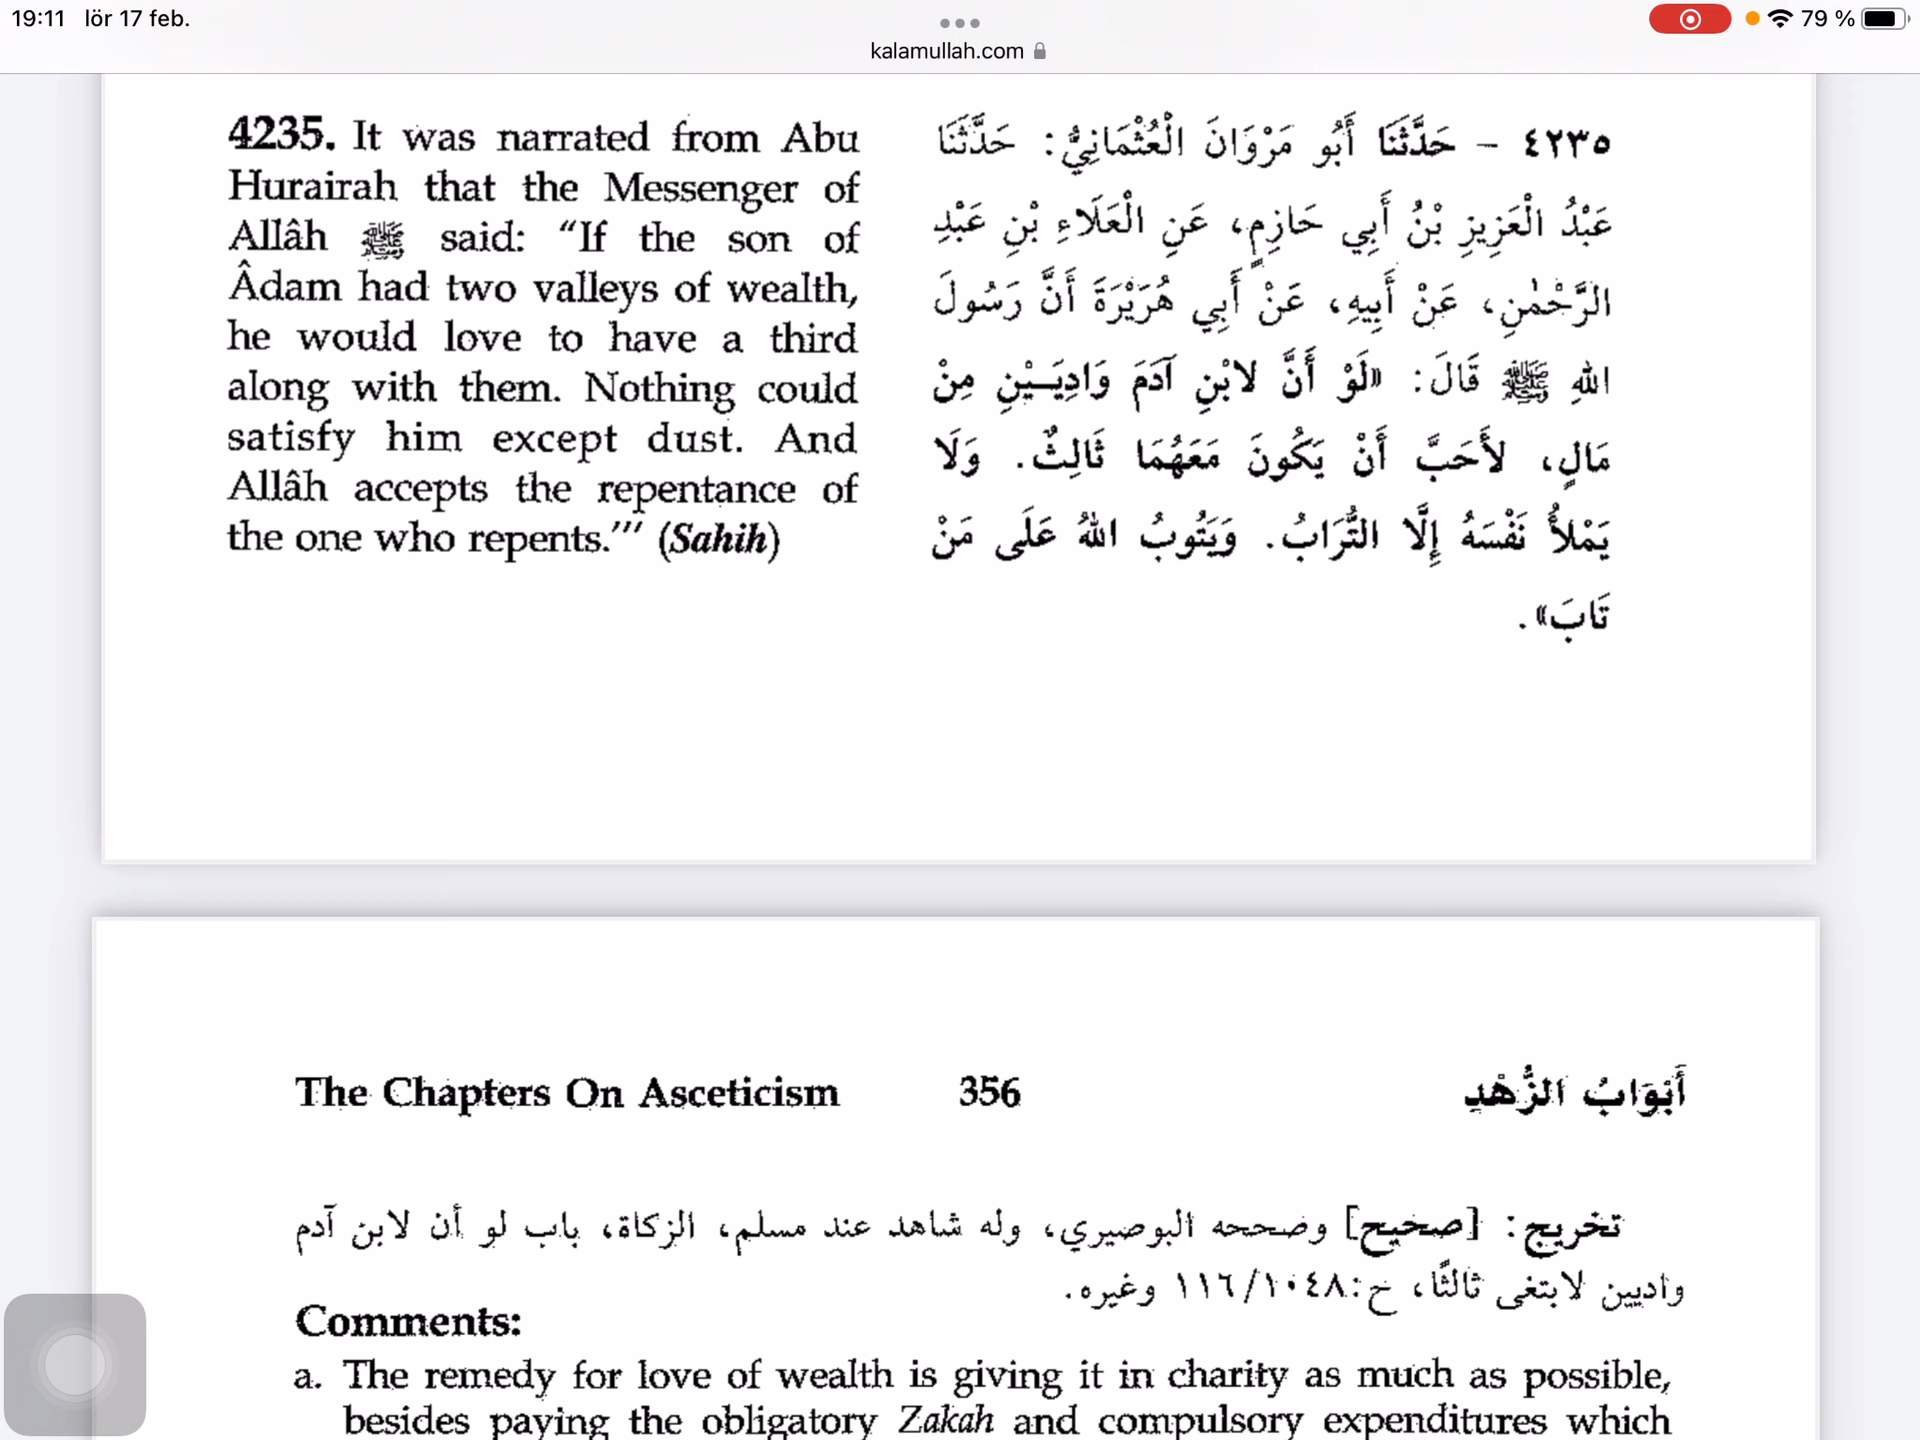 19:11 lör 17 feb.
79 %
kalamullah.com
4235. It was narrated from Abu
Hurairah that the Messenger of
Allâh ﷺ said: “If the son of
Âdam had two valleys of wealth,
he would love to have a third
along with them. Nothing could
satisfy him except dust. And
Allâh accepts the repentance of
the one who repents.’” (Sahih)
٤٢٣٥ - حَدَّثَنَا أَبُو مَرْوَانَ الْعُثْمَانِيُّ: حَدَّثَنَا
عَبْدُ الْعَزِيزِ بْنُ أَبِي حَازِمٍ، عَنِ الْعَلَاءِ بْنِ عَبْدِ
الرَّحْمٰنِ، عَنْ أَبِيهِ، عَنْ أَبِي هُرَيْرَةَ أَنَّ رَسُولَ
اللهِ ﷺ قَالَ: «لَوْ أَنَّ لابْنِ آدَمَ وَادِيَيْنِ مِنْ
مَالٍ، لأَحَبَّ أَنْ يَكُونَ مَعَهُمَا ثَالِثٌ. وَلَا
يَمْلأُ نَفْسَهُ إِلَّا التُّرَابُ. وَيَتُوبُ اللهُ عَلَى مَنْ
تَابَ».
The Chapters On Asceticism 356 أَبْوَابُ الزُّهْدِ
تخريج: [صحيح] وصححه البوصيري، وله شاهد عند مسلم، الزكاة، باب لو أن لابن آدم
واديين لابتغى ثالثًا، ح:١١٦/١٠٤٨ وغيره.
Comments:
a. The remedy for love of wealth is giving it in charity as much as possible,
besides paying the obligatory Zakah and compulsory expenditures which